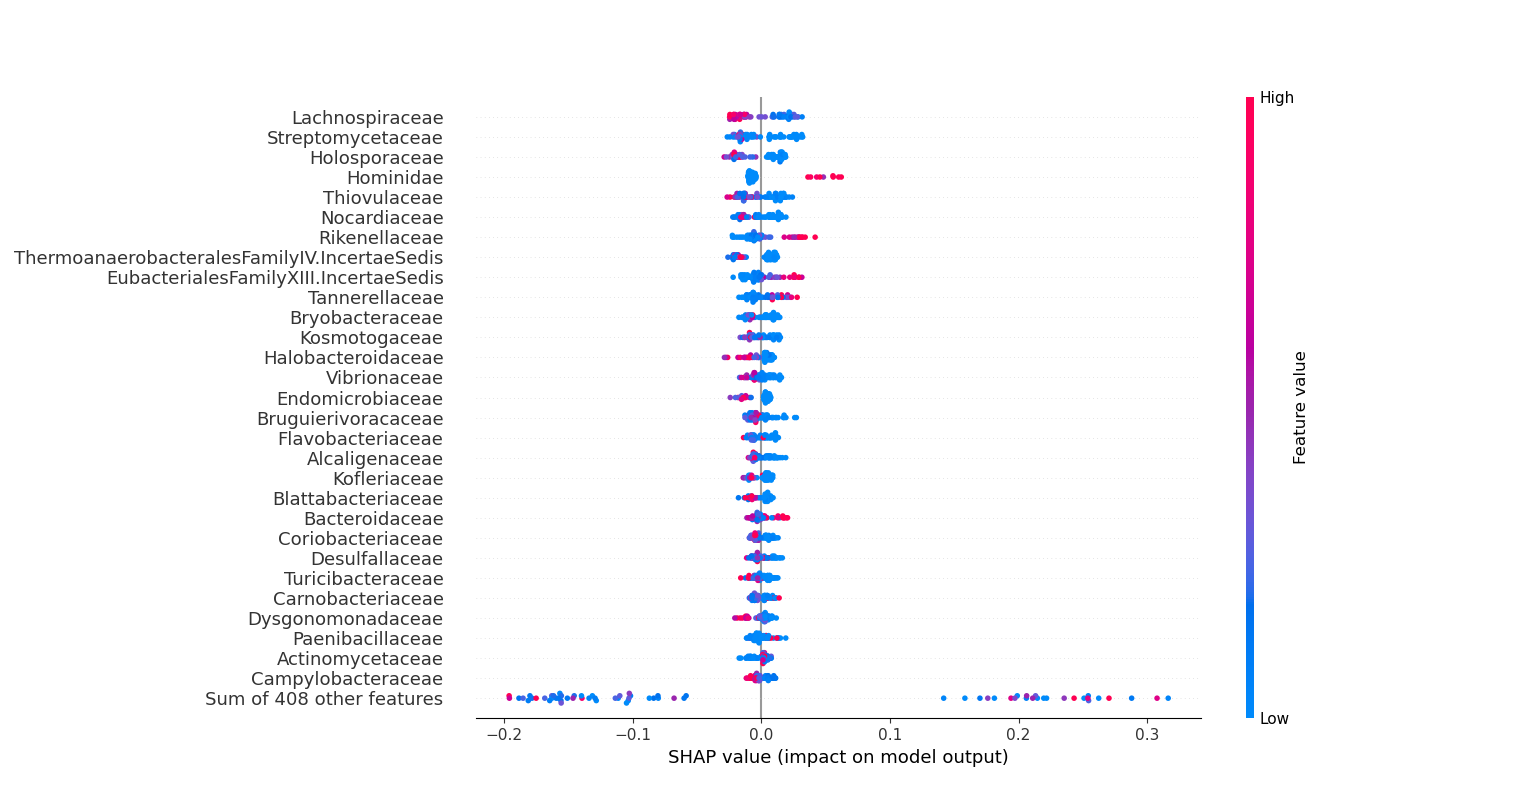 High
Lachnospiraceae
Streptomycetaceae
Holosporaceae
Hominidae
Thiovulaceae
Nocardiaceae
Rikenellaceae
ThermoanaerobacteralesFamilyIV.IncertaeSedis
EubacterialesFamilyXIII.IncertaeSedis
Tannerellaceae
Bryobacteraceae
Kosmotogaceae
Halobacteroidaceae
Vibrionaceae
Endomicrobiaceae
Bruguierivoracaceae
Flavobacteriaceae
Alcaligenaceae
Kofleriaceae
Blattabacteriaceae
Bacteroidaceae
Coriobacteriaceae
Desulfallaceae
Turicibacteraceae
Carnobacteriaceae
Dysgonomonadaceae
Paenibacillaceae
Actinomycetaceae
Campylobacteraceae
Sum of 408 other features
Feature value
Low
−0.2 −0.1 0.0 0.1 0.2 0.3
SHAP value (impact on model output)